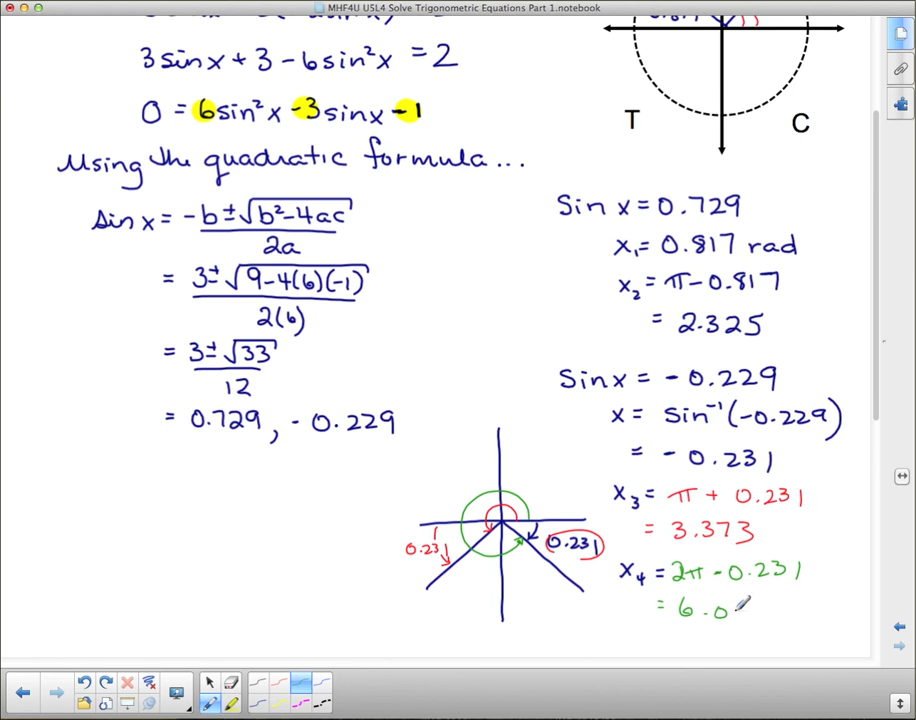 MHF4U U5L4 Solve Trigonometric Equations Part 1.notebook
3sinx + 3 - 6sin²x = 2
0 = 6sin²x - 3sinx - 1
Using the quadratic formula...
Sin x = -b ± √b²-4ac
2a
= 3 ± √9-4(6)(-1)
2(6)
= 3 ± √33
12
= 0.729, -0.229
T
C
Sin x = 0.729
x₁ = 0.817 rad
x₂ = π - 0.817
= 2.325
Sin x = -0.229
x = sin⁻¹(-0.229)
= -0.231
x₃ = π + 0.231
= 3.373
x₄ = 2π - 0.231
= 6.0
0.231
0.231